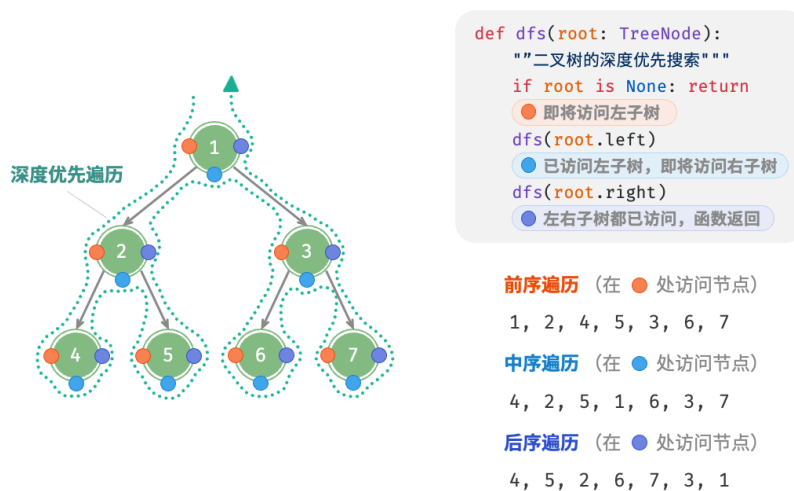 def dfs(root: TreeNode):
"”二叉树的深度优先搜索"""
if root is None: return
即将访问左子树
dfs(root.left)
已访问左子树，即将访问右子树
dfs(root.right)
左右子树都已访问，函数返回
深度优先遍历
1
2
3
4
5
6
7
前序遍历 （在 处访问节点）
1, 2, 4, 5, 3, 6, 7
中序遍历 （在 处访问节点）
4, 2, 5, 1, 6, 3, 7
后序遍历 （在 处访问节点）
4, 5, 2, 6, 7, 3, 1